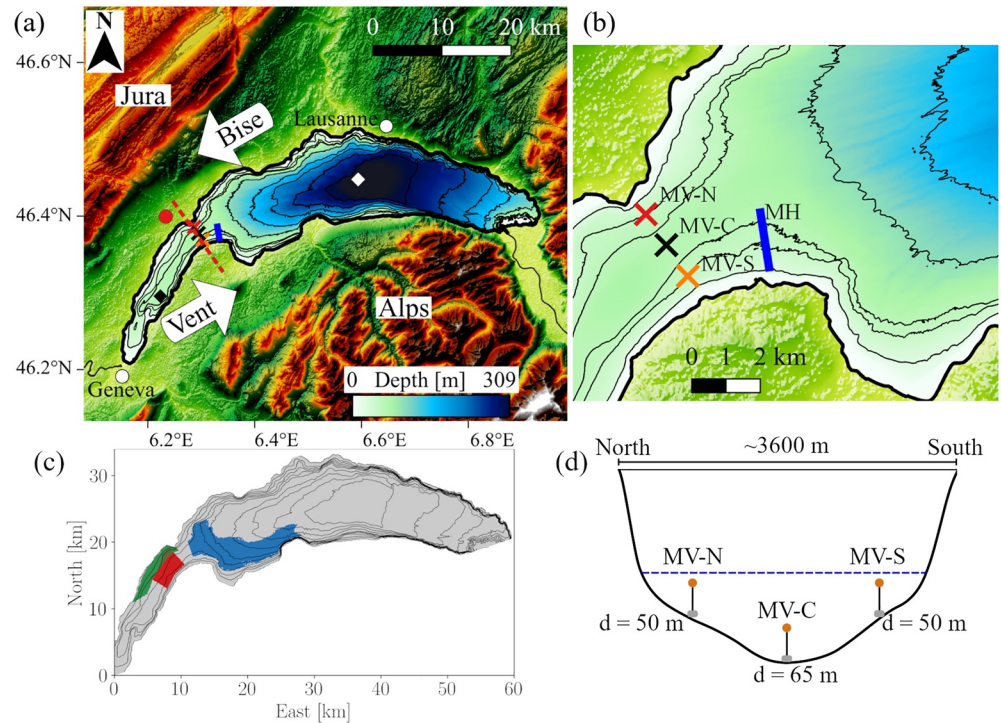 (a)
N
0 10 20 km
46.6°N
46.4°N
46.2°N
Jura
Bise
Lausanne
Vent
Alps
Geneva
0 Depth [m] 309
6.2°E 6.4°E 6.6°E 6.8°E
(b)
MV-N
MV-C
MH
MV-S
0 1 2 km
(c)
30
20
10
0
North [km]
0 10 20 30 40 50 60
East [km]
(d)
North ~3600 m South
MV-N MV-S
MV-C
d = 50 m d = 50 m
d = 65 m